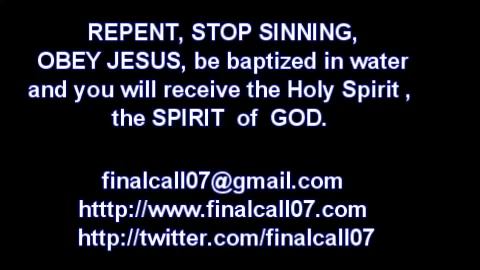 REPENT, STOP SINNING,
OBEY JESUS, be baptized in water
and you will receive the Holy Spirit ,
the SPIRIT of GOD.
finalcall07@gmail.com
htttp://www.finalcall07.com
http://twitter.com/finalcall07